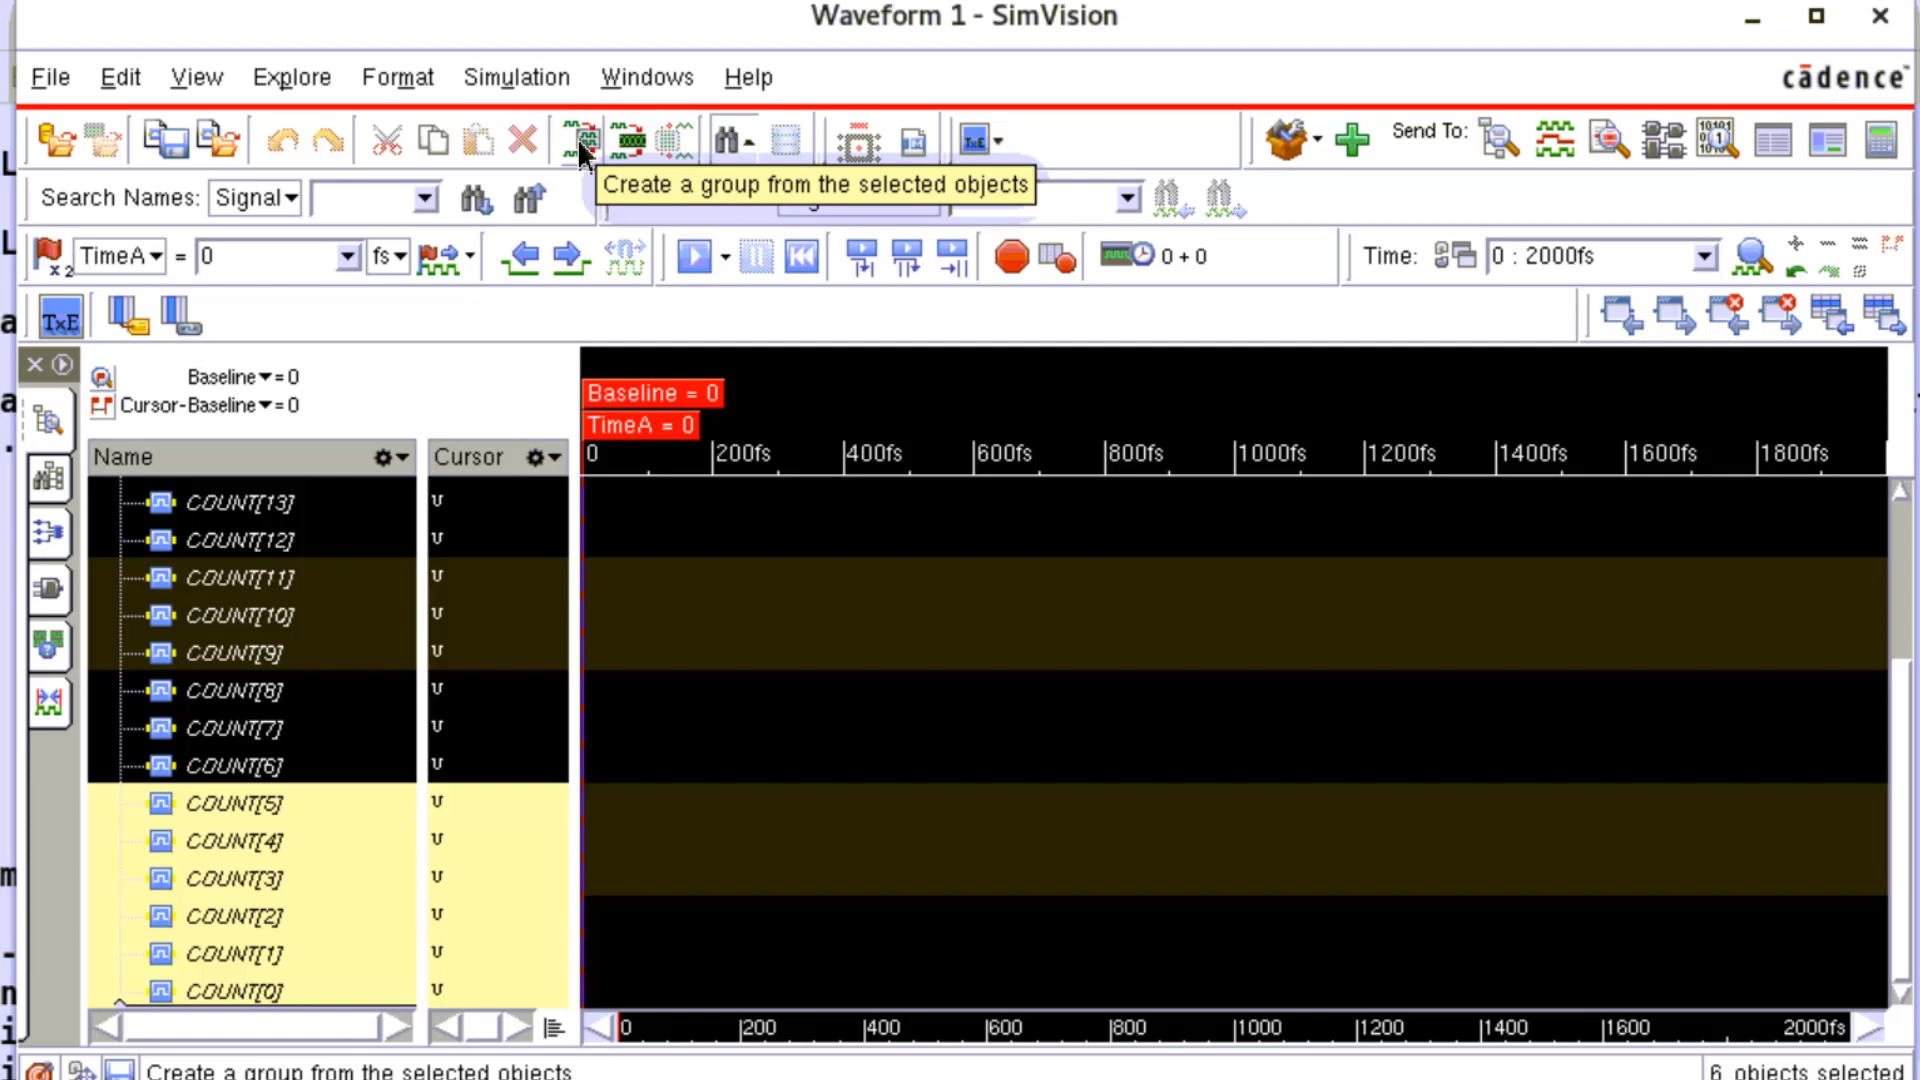 Waveform 1 - SimVision
File Edit View Explore Format Simulation Windows Help
cādence
Send To:
TxE
Create a group from the selected objects
Search Names: Signal
x2 TimeA = 0 fs
0 + 0
Time: 0 : 2000fs
TxE
Baseline = 0
Cursor-Baseline = 0
Baseline = 0
TimeA = 0
Name Cursor
0 200fs 400fs 600fs 800fs 1000fs 1200fs 1400fs 1600fs 1800fs
COUNT[13] U
COUNT[12] U
COUNT[11] U
COUNT[10] U
COUNT[9] U
COUNT[8] U
COUNT[7] U
COUNT[6] U
COUNT[5] U
COUNT[4] U
COUNT[3] U
COUNT[2] U
COUNT[1] U
COUNT[0] U
0 200 400 600 800 1000 1200 1400 1600 2000fs
Create a group from the selected objects
6 objects selected